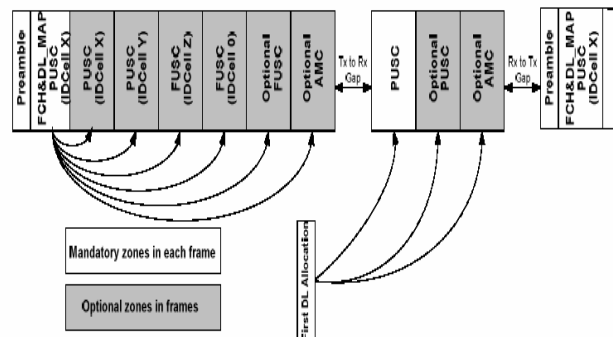 Preamble
FCH&DL_MAP
PUSC
(IDCell X)
PUSC
(IDCell X)
PUSC
(IDCell Y)
FUSC
(IDCell Z)
FUSC
(IDCell 0)
Optional
FUSC
Optional
AMC
Tx to Rx
Gap
PUSC
Optional
PUSC
Optional
AMC
Rx to Tx
Gap
Preamble
FCH&DL_MAP
PUSC
(IDCell X)
Mandatory zones in each frame
Optional zones in frames
First DL Allocation